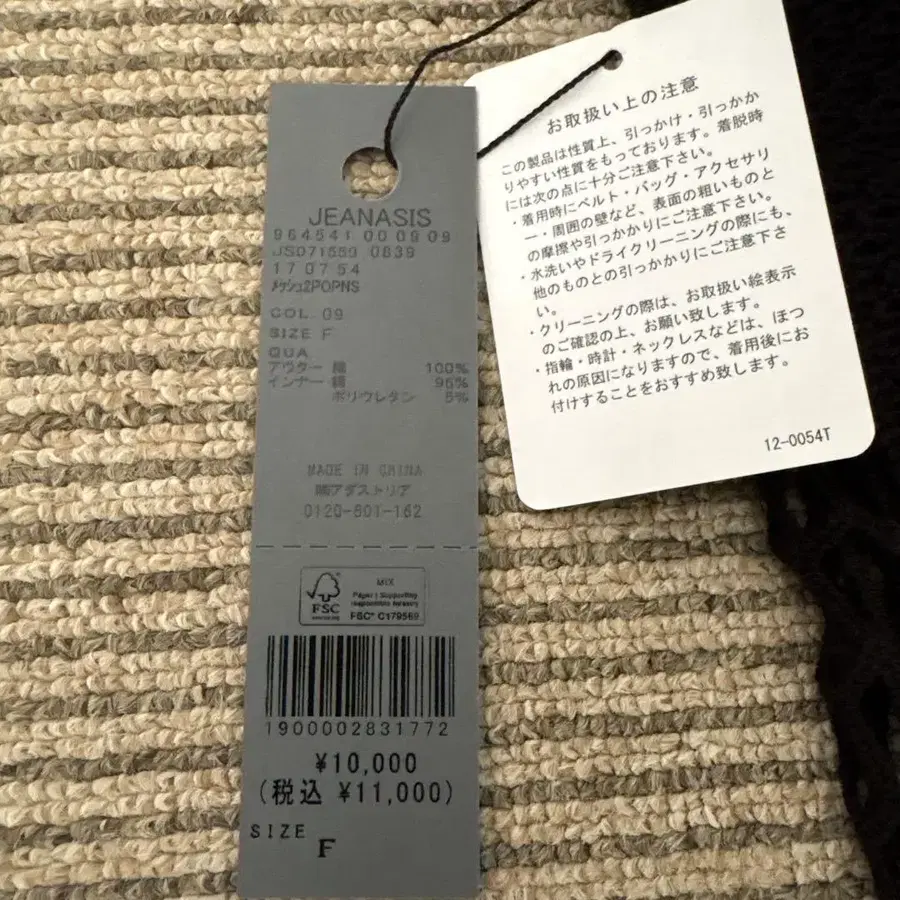 JEANASIS
964541 00 09 09
JS071559 0839
170754
ﾒｯｼｭ2POPNS
COL. 09
SIZE F
QUA
アウター 綿 100%
インナー 綿 95%
ポリウレタン 5%
MADE IN CHINA
㈱アダストリア
0120-601-162
FSC
MIX
Paper | Supporting
responsible forestry
FSC® C179569
1900002831772
¥10,000
(税込 ¥11,000)
SIZE
F
お取扱い上の注意
この製品は性質上、引っかけ・引っかか
りやすい性質をもっております。着脱時
には次の点に十分ご注意下さい。
・着用時にベルト・バッグ・アクセサリ
ー・周囲の壁など、表面の粗いものと
の摩擦や引っかかりにご注意下さい。
・水洗いやドライクリーニングの際にも、
他のものとの引っかかりにご注意下さ
い。
・クリーニングの際は、お取扱い絵表示
のご確認の上、お願い致します。
・指輪・時計・ネックレスなどは、ほつ
れの原因になりますので、着用後にお
付けすることをおすすめ致します。
12-0054T